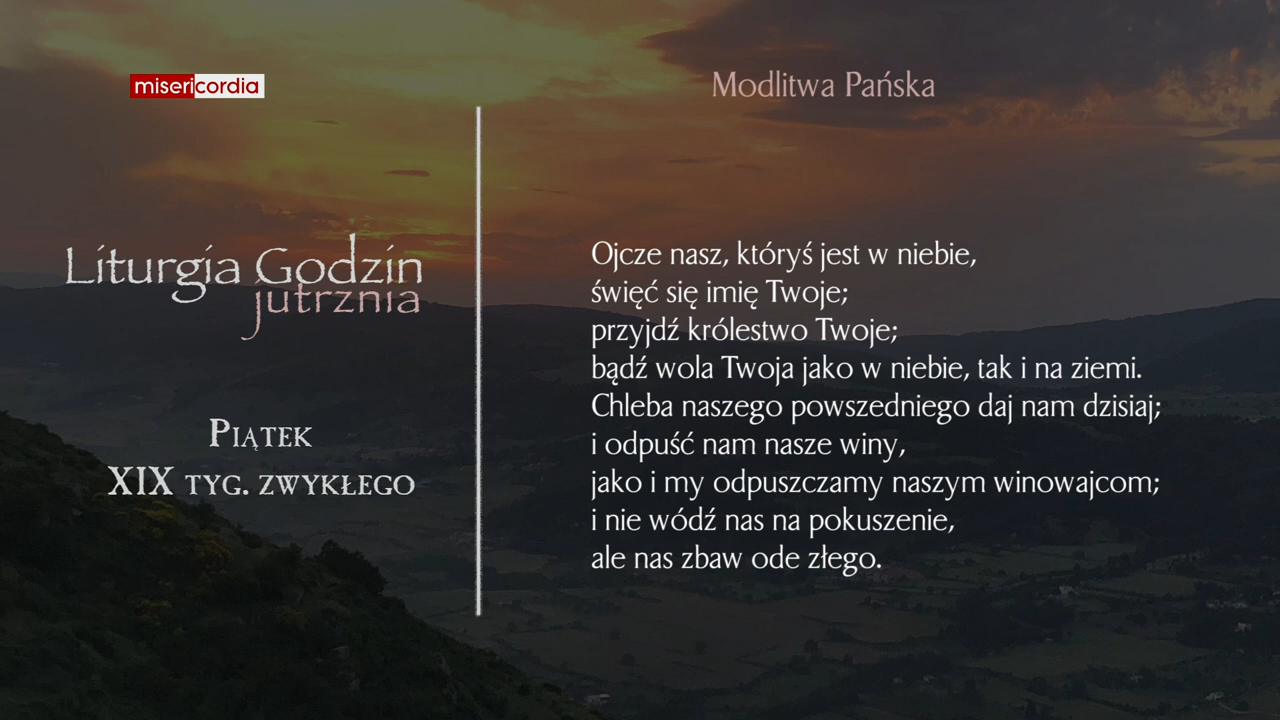 misericordia
Liturgia Godzin
jutrznia
Piątek
XIX tyg. zwykłego
Modlitwa Pańska
Ojcze nasz, któryś jest w niebie,
święć się imię Twoje;
przyjdź królestwo Twoje;
bądź wola Twoja jako w niebie, tak i na ziemi.
Chleba naszego powszedniego daj nam dzisiaj;
i odpuść nam nasze winy,
jako i my odpuszczamy naszym winowajcom;
i nie wódź nas na pokuszenie,
ale nas zbaw ode złego.